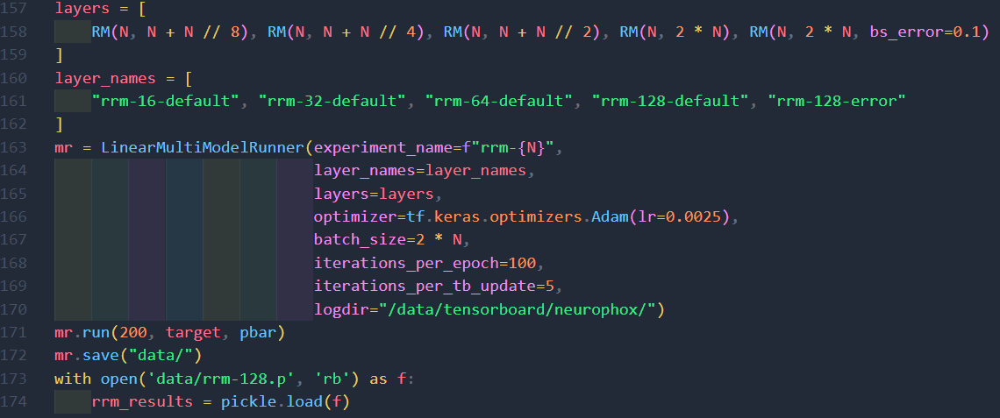 157 layers = [
158     RM(N, N + N // 8), RM(N, N + N // 4), RM(N, N + N // 2), RM(N, 2 * N), RM(N, 2 * N, bs_error=0.1)
159 ]
160 layer_names = [
161     "rrm-16-default", "rrm-32-default", "rrm-64-default", "rrm-128-default", "rrm-128-error"
162 ]
163 mr = LinearMultiModelRunner(experiment_name=f"rrm-{N}",
164                             layer_names=layer_names,
165                             layers=layers,
166                             optimizer=tf.keras.optimizers.Adam(lr=0.0025),
167                             batch_size=2 * N,
168                             iterations_per_epoch=100,
169                             iterations_per_tb_update=5,
170                             logdir="/data/tensorboard/neurophox/")
171 mr.run(200, target, pbar)
172 mr.save("data/")
173 with open('data/rrm-128.p', 'rb') as f:
174     rrm_results = pickle.load(f)